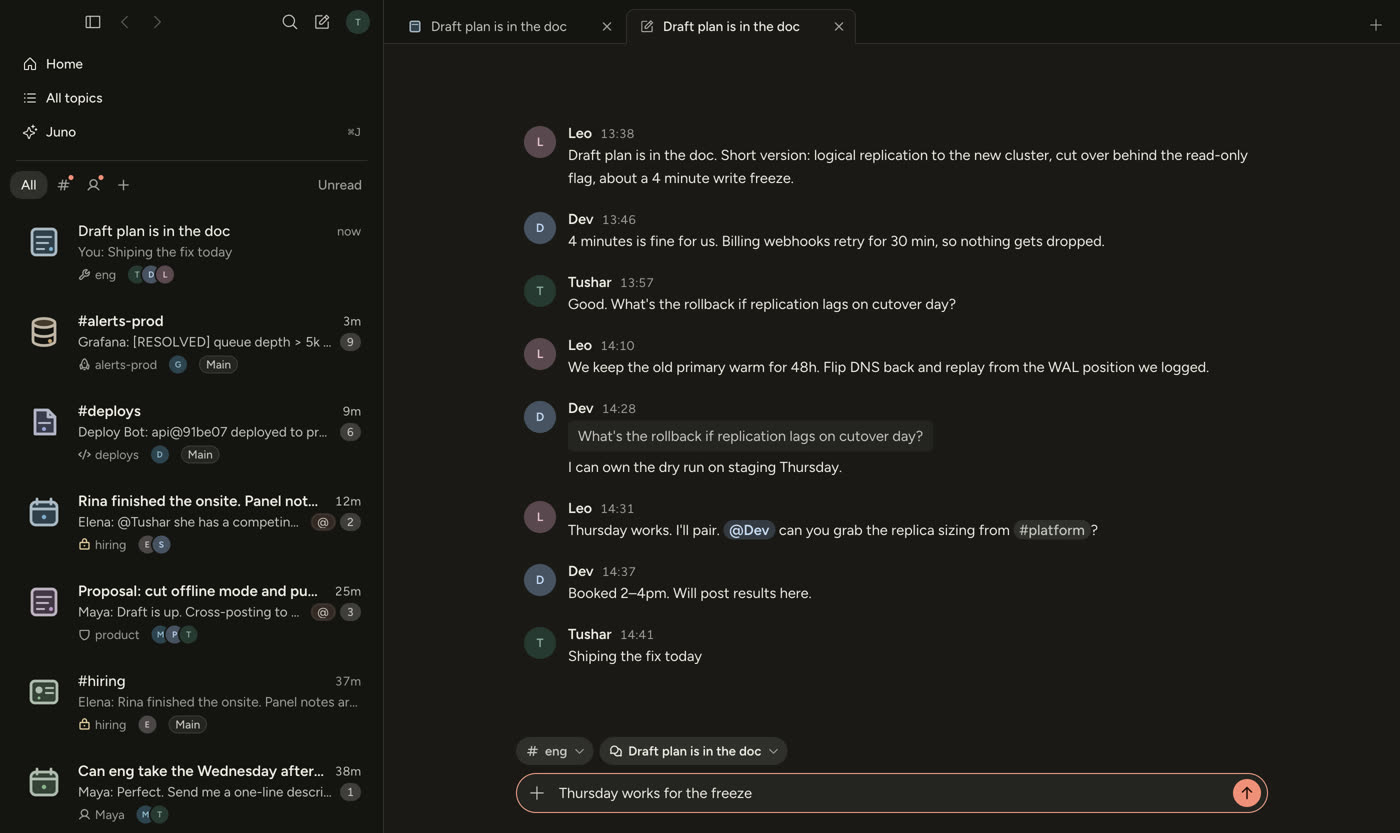 T
Home
All topics
Juno ⌘J
All Unread
Draft plan is in the doc now
You: Shiping the fix today
eng T D L
#alerts-prod 3m
Grafana: [RESOLVED] queue depth > 5k ... 9
alerts-prod G Main
#deploys 9m
Deploy Bot: api@91be07 deployed to pr... 6
deploys D Main
Rina finished the onsite. Panel not... 12m
Elena: @Tushar she has a competin... @ 2
hiring E S
Proposal: cut offline mode and pu... 25m
Maya: Draft is up. Cross-posting to ... @ 3
product M P T
#hiring 37m
Elena: Rina finished the onsite. Panel notes ar...
hiring E Main
Can eng take the Wednesday after... 38m
Maya: Perfect. Send me a one-line descri... 1
Maya M T
Draft plan is in the doc
Draft plan is in the doc
L Leo 13:38
Draft plan is in the doc. Short version: logical replication to the new cluster, cut over behind the read-only
flag, about a 4 minute write freeze.
D Dev 13:46
4 minutes is fine for us. Billing webhooks retry for 30 min, so nothing gets dropped.
T Tushar 13:57
Good. What's the rollback if replication lags on cutover day?
L Leo 14:10
We keep the old primary warm for 48h. Flip DNS back and replay from the WAL position we logged.
D Dev 14:28
What's the rollback if replication lags on cutover day?
I can own the dry run on staging Thursday.
L Leo 14:31
Thursday works. I'll pair. @Dev can you grab the replica sizing from #platform ?
D Dev 14:37
Booked 2–4pm. Will post results here.
T Tushar 14:41
Shiping the fix today
# eng Draft plan is in the doc
Thursday works for the freeze